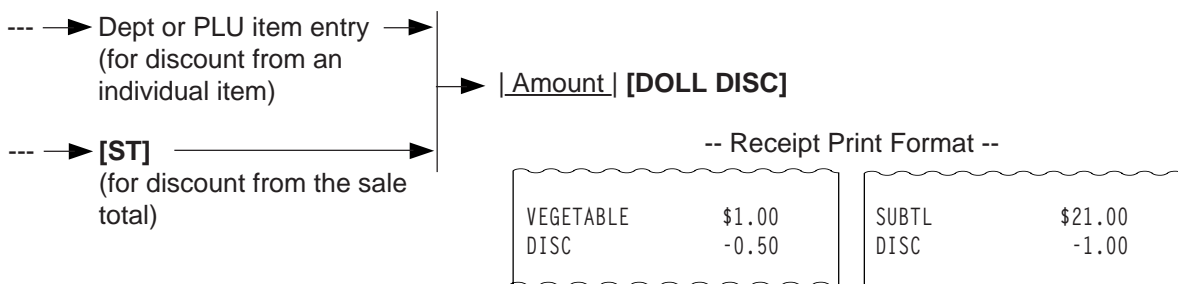 --- Dept or PLU item entry
(for discount from an
individual item)
| Amount | [DOLL DISC]
--- [ST]
(for discount from the sale
total)
-- Receipt Print Format --
VEGETABLE $1.00
DISC -0.50
SUBTL $21.00
DISC -1.00